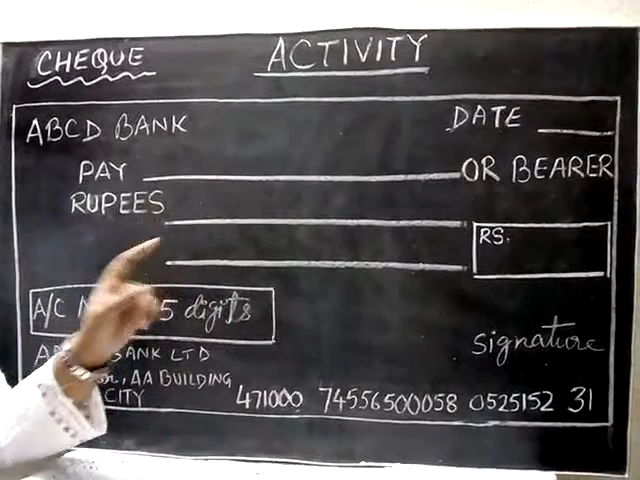 CHEQUE
ACTIVITY
ABCD BANK
DATE
PAY
OR BEARER
RUPEES
RS.
A/C
5 digits
signature
BANK LTD
AA BUILDING
CITY
471000 74556500058 0525152 31